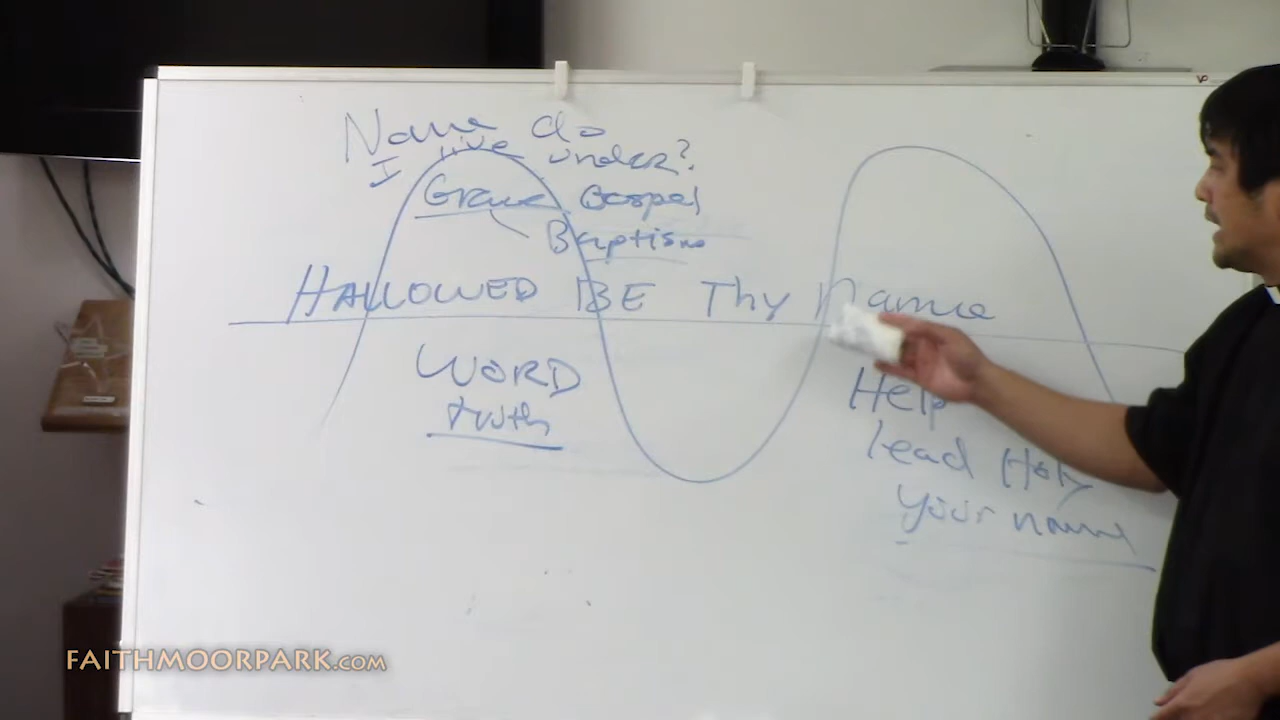 Name do
I live under?
Grace Gospel
Baptism
HALLOWED BE Thy Name
WORD
truth
Help
lead Holy
your name
FAITHMOORPARK.COM